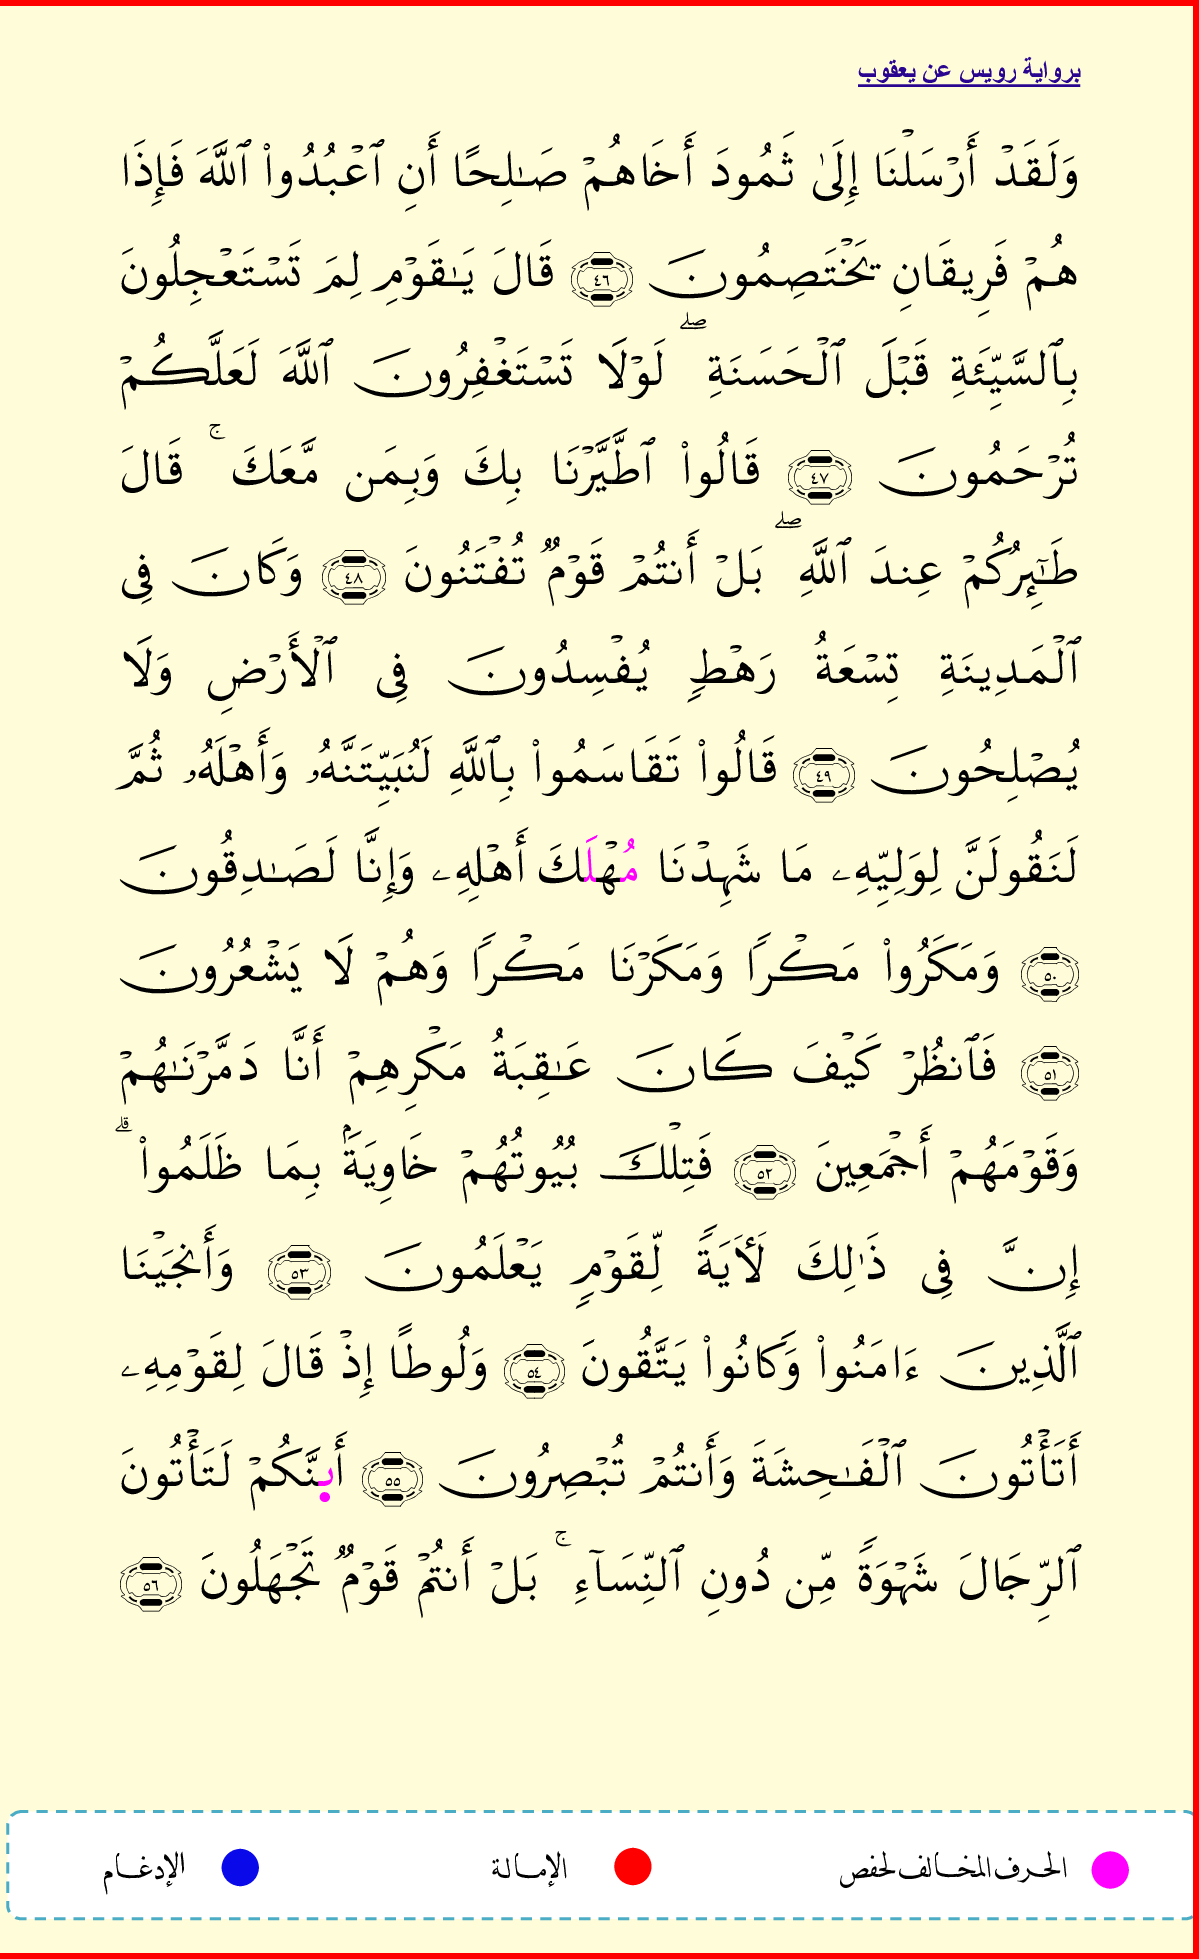 برواية رويس عن يعقوب
وَلَقَدۡ أَرۡسَلۡنَا إِلَىٰ ثَمُودَ أَخَاهُمۡ صَٰلِحًا أَنِ ٱعۡبُدُواْ ٱللَّهَ فَإِذَا
هُمۡ فَرِيقَانِ يَخۡتَصِمُونَ ٤٦ قَالَ يَٰقَوۡمِ لِمَ تَسۡتَعۡجِلُونَ
بِٱلسَّيِّئَةِ قَبۡلَ ٱلۡحَسَنَةِۖ لَوۡلَا تَسۡتَغۡفِرُونَ ٱللَّهَ لَعَلَّكُمۡ
تُرۡحَمُونَ ٤٧ قَالُواْ ٱطَّيَّرۡنَا بِكَ وَبِمَن مَّعَكَۚ قَالَ
طَٰٓئِرُكُمۡ عِندَ ٱللَّهِۖ بَلۡ أَنتُمۡ قَوۡمٞ تُفۡتَنُونَ ٤٨ وَكَانَ فِي
ٱلۡمَدِينَةِ تِسۡعَةُ رَهۡطٖ يُفۡسِدُونَ فِي ٱلۡأَرۡضِ وَلَا
يُصۡلِحُونَ ٤٩ قَالُواْ تَقَاسَمُواْ بِٱللَّهِ لَنُبَيِّتَنَّهُۥ وَأَهۡلَهُۥ ثُمَّ
لَنَقُولَنَّ لِوَلِيِّهِۦ مَا شَهِدۡنَا مُهۡلَكَ أَهۡلِهِۦ وَإِنَّا لَصَٰدِقُونَ
٥٠ وَمَكَرُواْ مَكۡرٗا وَمَكَرۡنَا مَكۡرٗا وَهُمۡ لَا يَشۡعُرُونَ
٥١ فَٱنظُرۡ كَيۡفَ كَانَ عَٰقِبَةُ مَكۡرِهِمۡ أَنَّا دَمَّرۡنَٰهُمۡ
وَقَوۡمَهُمۡ أَجۡمَعِينَ ٥٢ فَتِلۡكَ بُيُوتُهُمۡ خَاوِيَةَۢ بِمَا ظَلَمُواْۗ
إِنَّ فِي ذَٰلِكَ لَأٓيَةٗ لِّقَوۡمٖ يَعۡلَمُونَ ٥٣ وَأَنجَيۡنَا
ٱلَّذِينَ ءَامَنُواْ وَكَانُواْ يَتَّقُونَ ٥٤ وَلُوطًا إِذۡ قَالَ لِقَوۡمِهِۦ
أَتَأۡتُونَ ٱلۡفَٰحِشَةَ وَأَنتُمۡ تُبۡصِرُونَ ٥٥ أَىِٕنَّكُمۡ لَتَأۡتُونَ
ٱلرِّجَالَ شَهۡوَةٗ مِّن دُونِ ٱلنِّسَآءِۚ بَلۡ أَنتُمۡ قَوۡمٞ تَجۡهَلُونَ ٥٦
الحرف المخالف لحفص الإمالة الإدغام